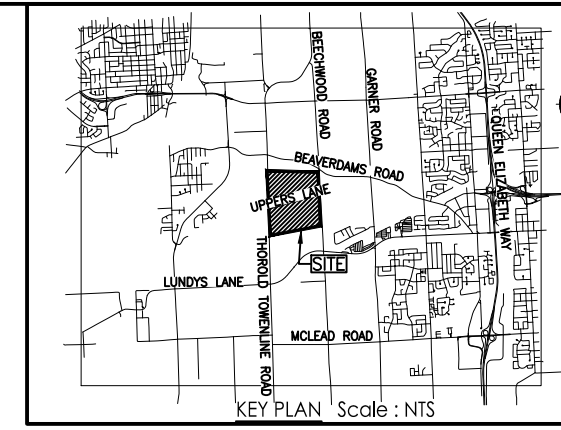 BEECHWOOD ROAD
GARNER ROAD
QUEEN ELIZABETH WAY
BEAVERDAMS ROAD
UPPERS LANE
SITE
THOROLD TOWENLINE ROAD
LUNDYS LANE
MCLEAD ROAD
KEY PLAN Scale : NTS